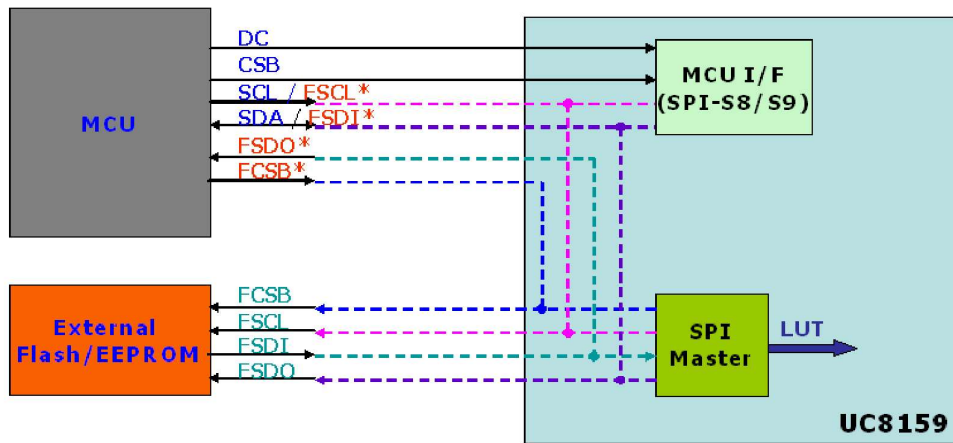 DC
CSB
SCL / FSCL*
SDA / FSDI*
FSDO*
FCSB*
MCU
MCU I/F
(SPI-S8/S9)
FCSB
FSCL
FSDI
FSDO
External
Flash/EEPROM
SPI
Master
LUT
UC8159